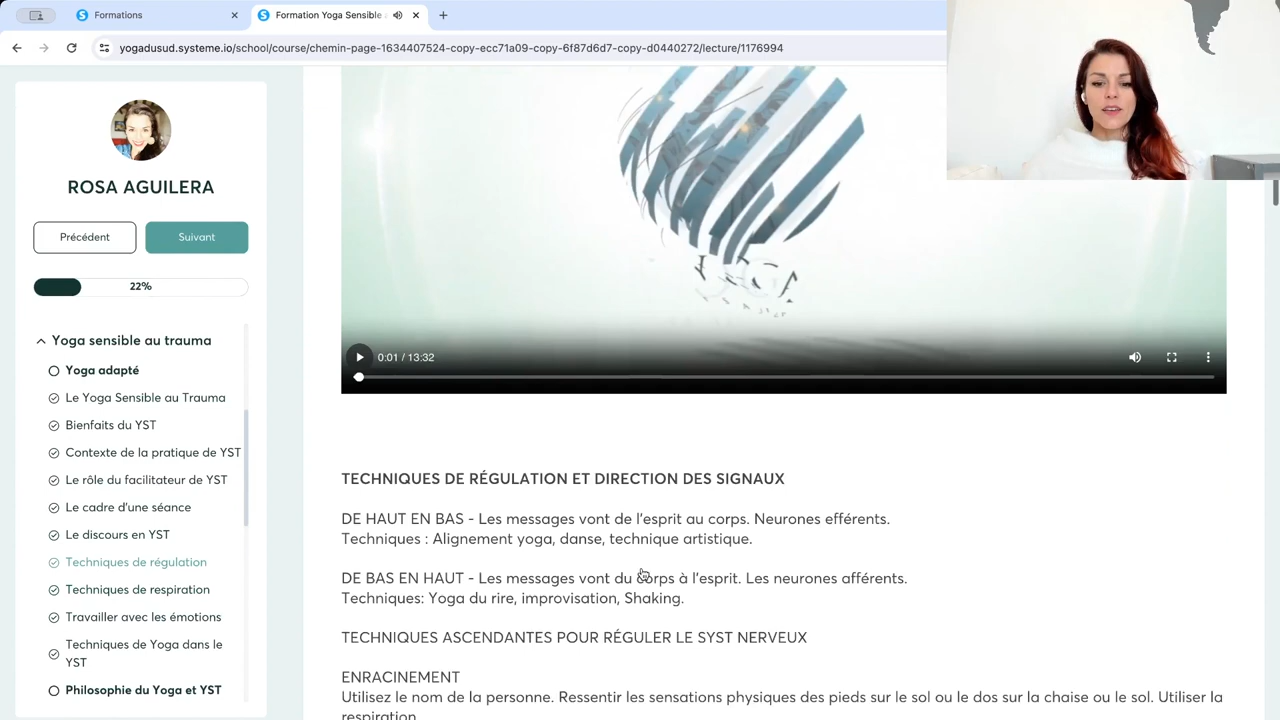 Formations
Formation Yoga Sensible a
yogadusud.systeme.io/school/course/chemin-page-1634407524-copy-ecc71a09-copy-6f87d6d7-copy-d0440272/lecture/1176994
ROSA AGUILERA
Précédent
Suivant
22%
Yoga sensible au trauma
Yoga adapté
Le Yoga Sensible au Trauma
Bienfaits du YST
Contexte de la pratique de YST
Le rôle du facilitateur de YST
Le cadre d'une séance
Le discours en YST
Techniques de régulation
Techniques de respiration
Travailler avec les émotions
Techniques de Yoga dans le
YST
Philosophie du Yoga et YST
0:01 / 13:32
TECHNIQUES DE RÉGULATION ET DIRECTION DES SIGNAUX
DE HAUT EN BAS - Les messages vont de l'esprit au corps. Neurones efférents.
Techniques : Alignement yoga, danse, technique artistique.
DE BAS EN HAUT - Les messages vont du corps à l'esprit. Les neurones afférents.
Techniques: Yoga du rire, improvisation, Shaking.
TECHNIQUES ASCENDANTES POUR RÉGULER LE SYST NERVEUX
ENRACINEMENT
Utilisez le nom de la personne. Ressentir les sensations physiques des pieds sur le sol ou le dos sur la chaise ou le sol. Utiliser la
respiration